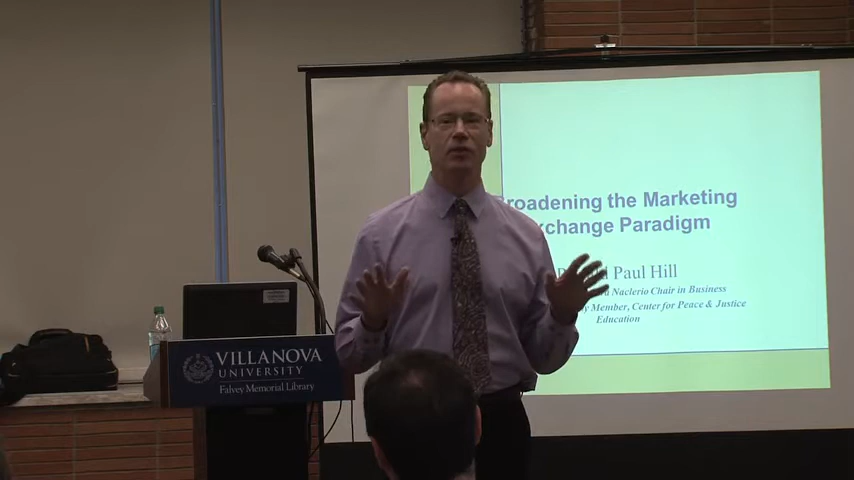 roadening the Marketing
xchange Paradigm
Paul Hill
Naclerio Chair in Business
Member, Center for Peace & Justice
Education
VILLANOVA
UNIVERSITY
Falvey Memorial Library